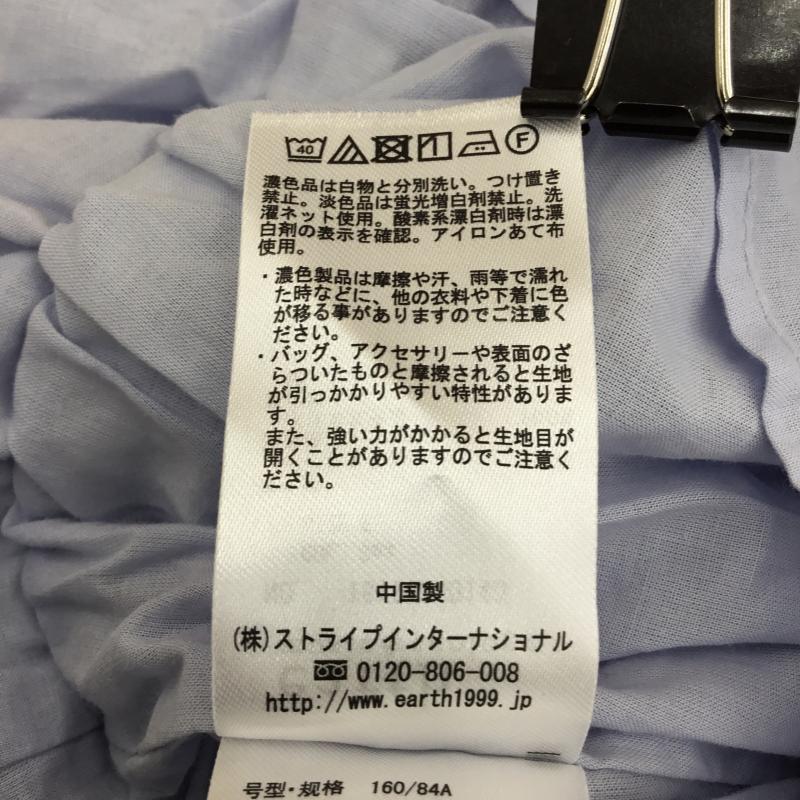 40 F
濃色品は白物と分別洗い。つけ置き
禁止。淡色品は蛍光増白剤禁止。洗
濯ネット使用。酸素系漂白剤時は漂
白剤の表示を確認。アイロンあて布
使用。
・濃色製品は摩擦や汗、雨等で濡れ
た時などに、他の衣料や下着に色
が移る事がありますのでご注意く
ださい。
・バッグ、アクセサリーや表面のざ
らついたものと摩擦されると生地
が引っかかりやすい特性がありま
す。
また、強い力がかかると生地目が
開くことがありますのでご注意く
ださい。
中国製
(株)ストライプインターナショナル
0120-806-008
http://www.earth1999.jp
号型・规格 160/84A